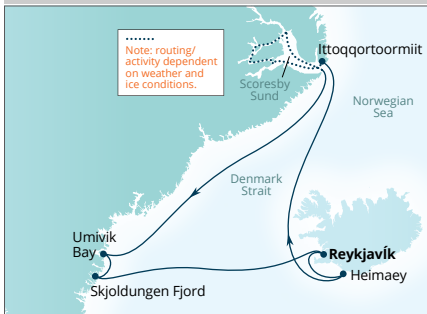 Note: routing/
activity dependent
on weather and
ice conditions.
Ittoqqortoormiit
Scoresby
Sund
Norwegian
Sea
Denmark
Strait
Umivik
Bay
Reykjavík
Heimaey
Skjoldungen Fjord